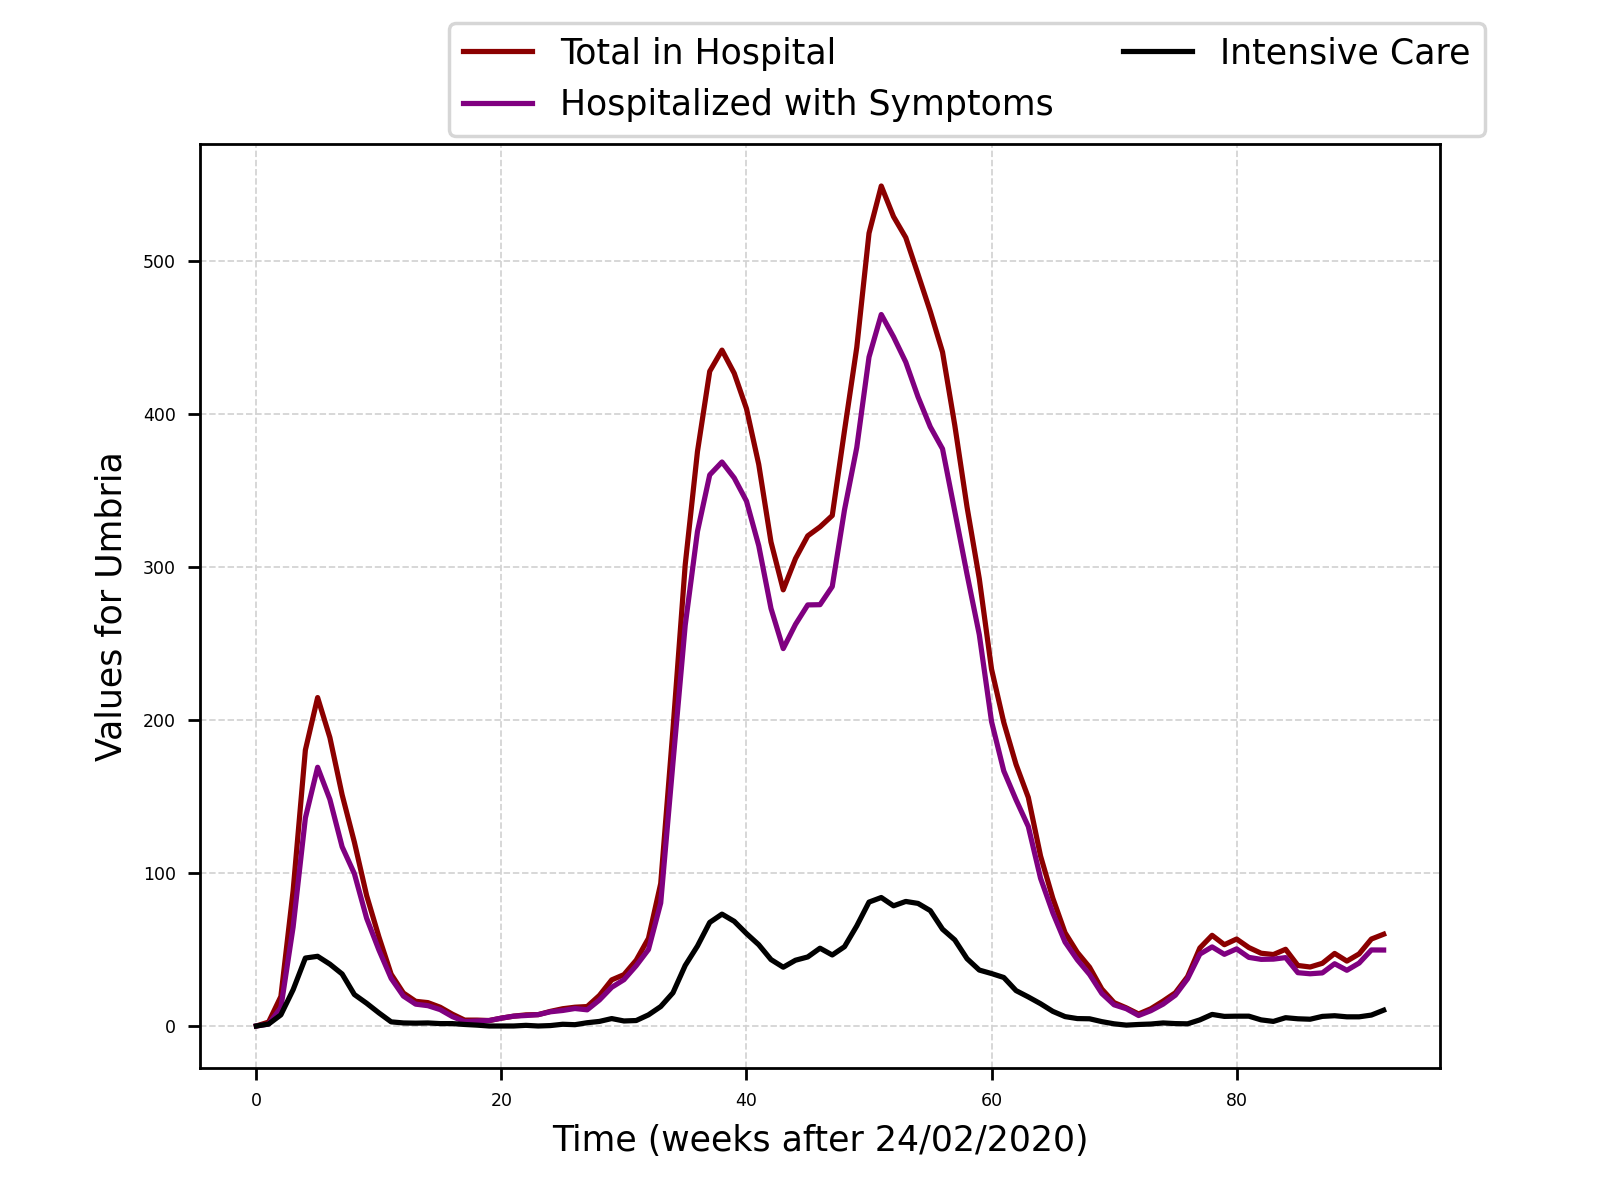 Total in Hospital
Hospitalized with Symptoms
Intensive Care
Values for Umbria
500
400
300
200
100
0
0 20 40 60 80
Time (weeks after 24/02/2020)